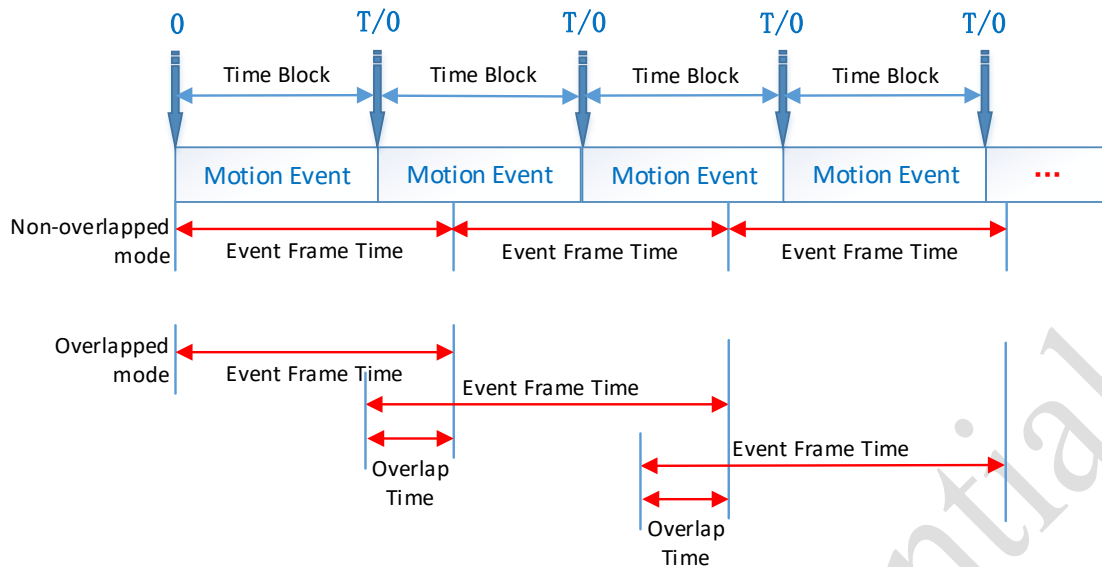 0 T/0 T/0 T/0 T/0
Time Block Time Block Time Block Time Block
Motion Event Motion Event Motion Event Motion Event ...
Non-overlapped
mode
Event Frame Time Event Frame Time Event Frame Time
Overlapped
mode
Event Frame Time
Event Frame Time
Overlap
Time
Event Frame Time
Overlap
Time
ntial